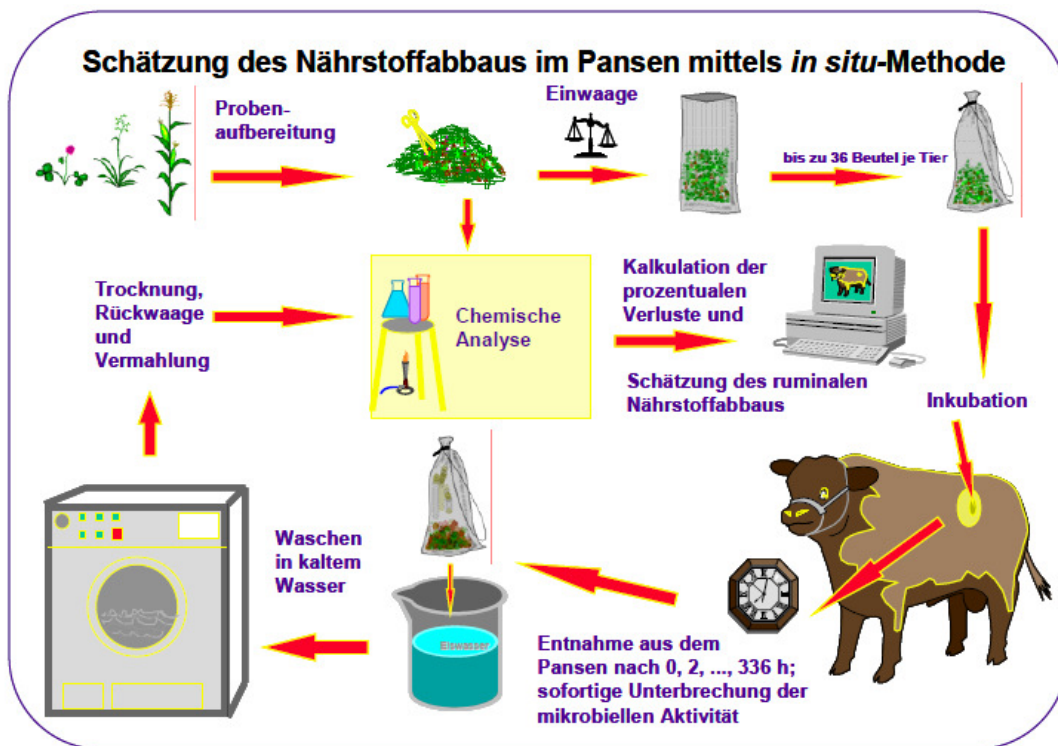 Schätzung des Nährstoffabbaus im Pansen mittels in situ-Methode
Proben-
aufbereitung
Einwaage
bis zu 36 Beutel je Tier
Trocknung,
Rückwaage
und
Vermahlung
Chemische
Analyse
Kalkulation der
prozentualen
Verluste und
Schätzung des ruminalen
Nährstoffabbaus
Inkubation
Waschen
in kaltem
Wasser
Eiswasser
Entnahme aus dem
Pansen nach 0, 2, ..., 336 h;
sofortige Unterbrechung der
mikrobiellen Aktivität